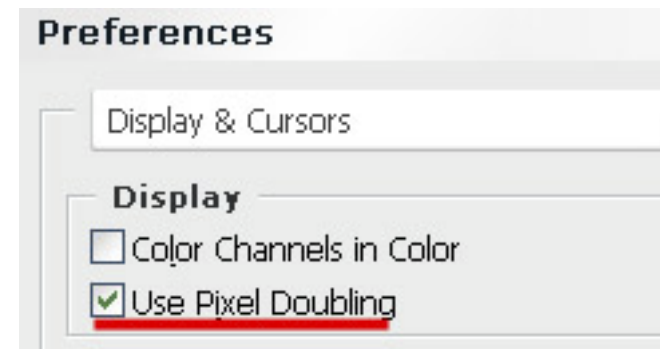 Preferences
Display & Cursors
Display
Color Channels in Color
Use Pixel Doubling